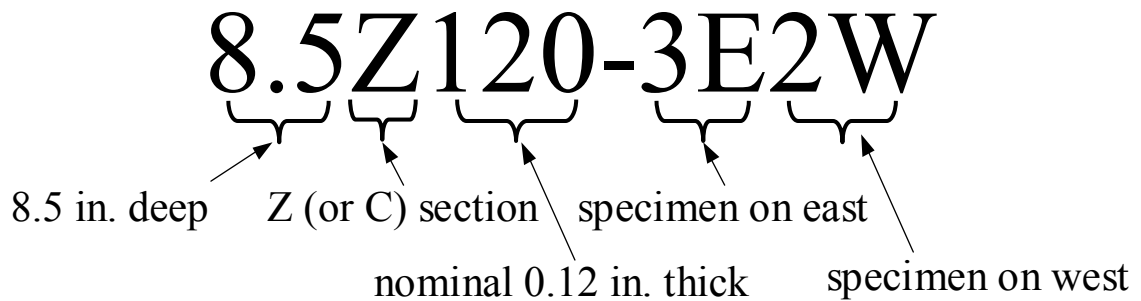 8.5Z120-3E2W
8.5 in. deep
Z (or C) section
specimen on east
nominal 0.12 in. thick
specimen on west